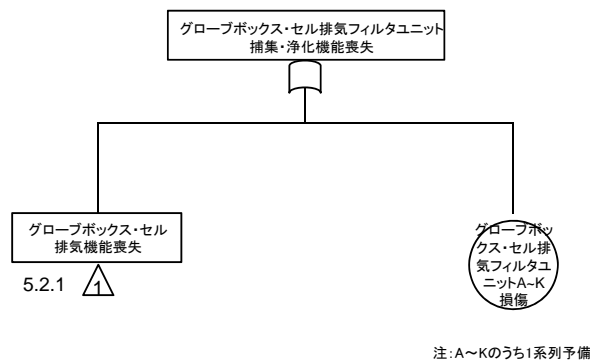 グローブボックス・セル排気フィルタユニット
捕集・浄化機能喪失
グローブボックス・セル
排気機能喪失
5.2.1
1
グローブボッ
クス・セル排
気フィルタユ
ニットA~K
損傷
注:A～Kのうち1系列予備